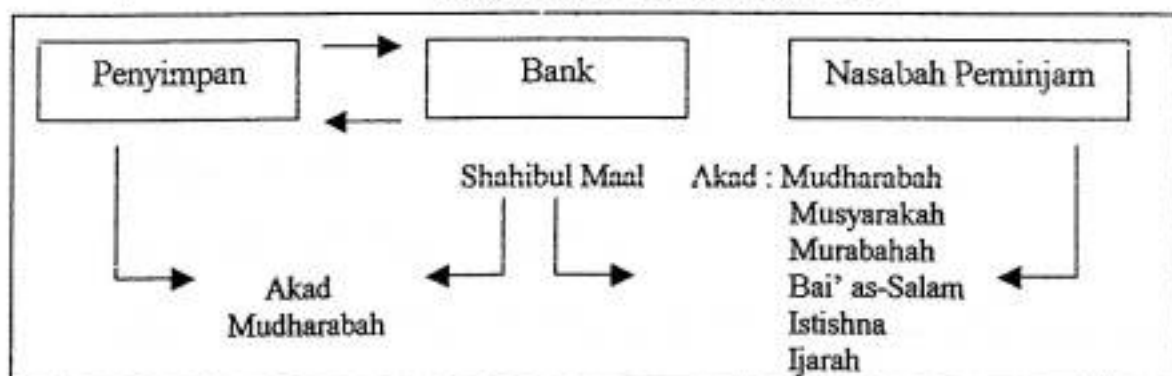 Penyimpan
Bank
Nasabah Peminjam
Shahibul Maal
Akad : Mudharabah
Musyarakah
Murabahah
Bai' as-Salam
Istishna
Ijarah
Akad
Mudharabah